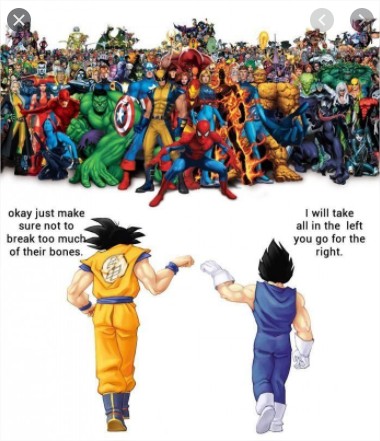 okay just make
sure not to
break too much
of their bones.
I will take
all in the left
you go for the
right.